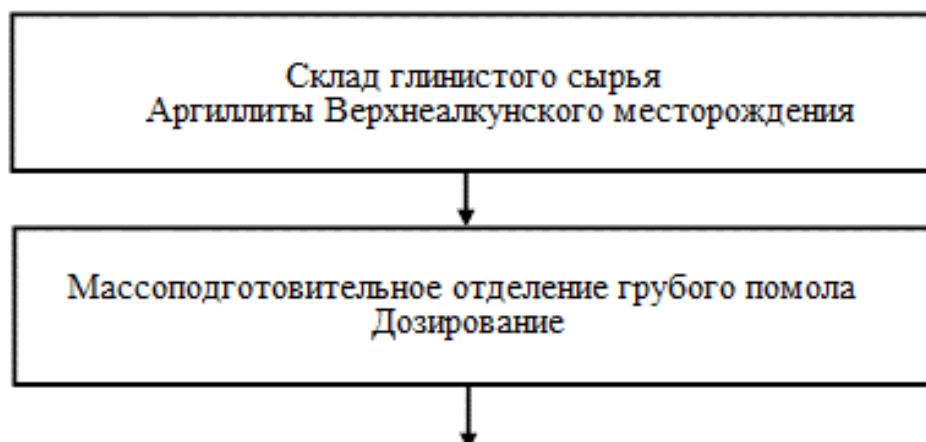 Склад глинистого сырья
Аргиллиты Верхнеалкунского месторождения
Массоподготовительное отделение грубого помола
Дозирование